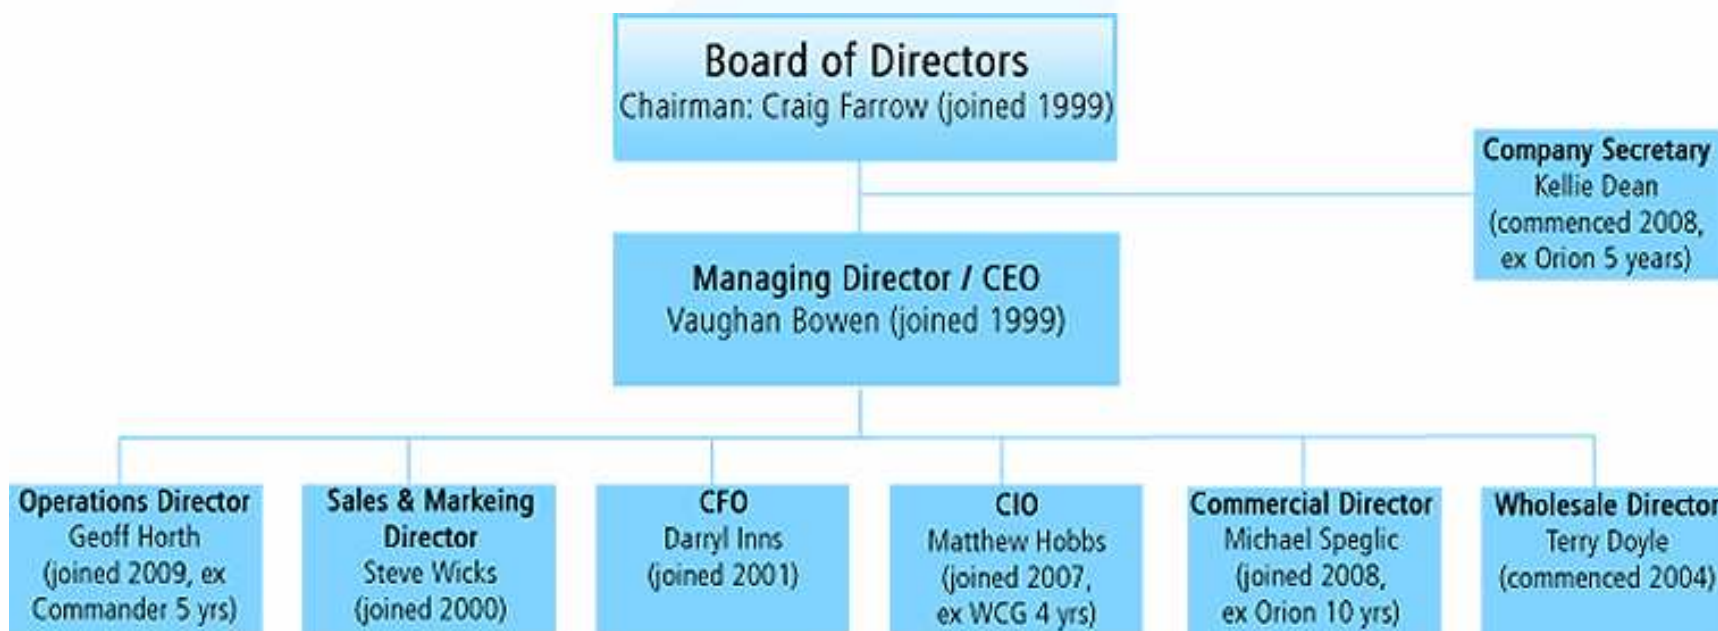 Board of Directors
Chairman: Craig Farrow (joined 1999)
Company Secretary
Kellie Dean
(commenced 2008,
ex Orion 5 years)
Managing Director / CEO
Vaughan Bowen (joined 1999)
Operations Director
Geoff Horth
(joined 2009, ex
Commander 5 yrs)
Sales & Markeing
Director
Steve Wicks
(joined 2000)
CFO
Darryl Inns
(joined 2001)
CIO
Matthew Hobbs
(joined 2007,
ex WCG 4 yrs)
Commercial Director
Michael Speglic
(joined 2008,
ex Orion 10 yrs)
Wholesale Director
Terry Doyle
(commenced 2004)